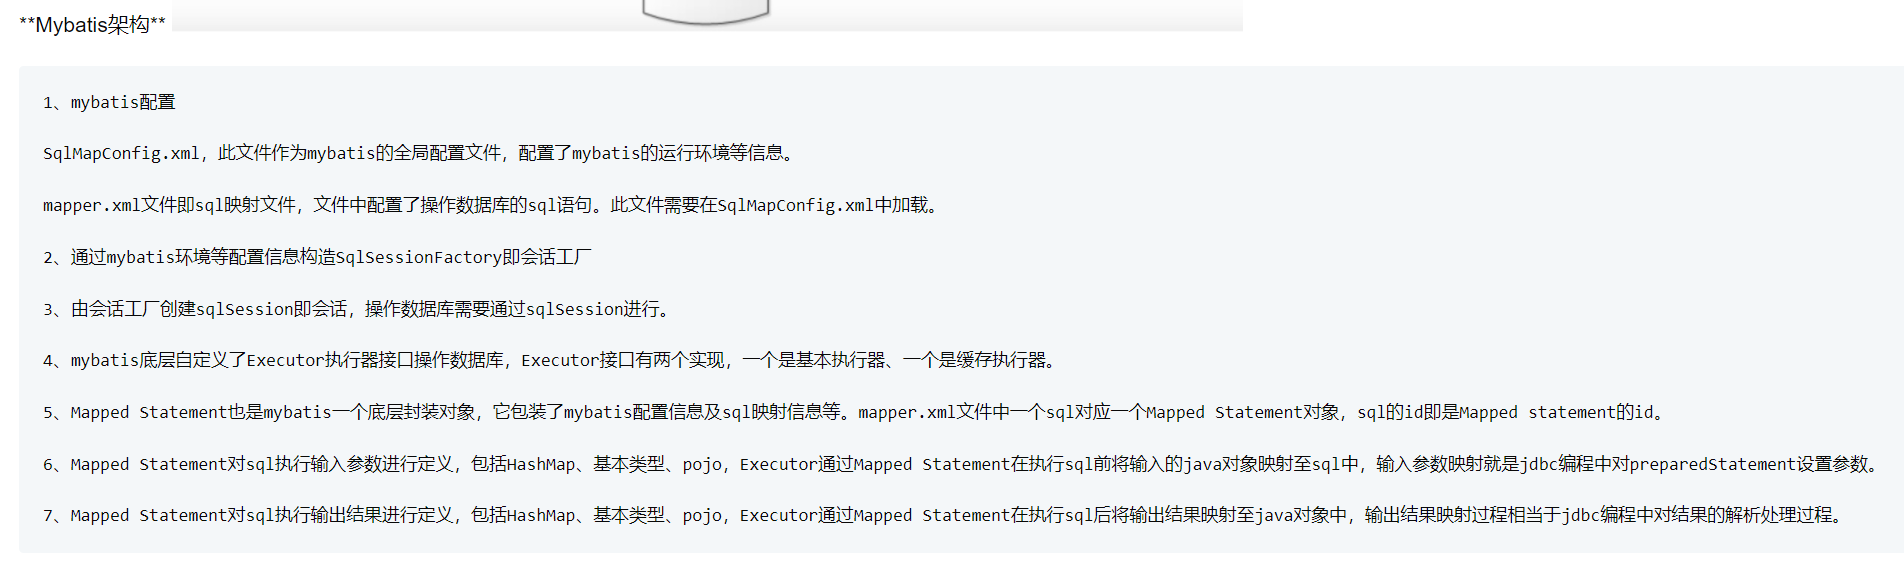 **Mybatis架构**
1、mybatis配置
SqlMapConfig.xml，此文件作为mybatis的全局配置文件，配置了mybatis的运行环境等信息。
mapper.xml文件即sql映射文件，文件中配置了操作数据库的sql语句。此文件需要在SqlMapConfig.xml中加载。
2、通过mybatis环境等配置信息构造SqlSessionFactory即会话工厂
3、由会话工厂创建sqlSession即会话，操作数据库需要通过sqlSession进行。
4、mybatis底层自定义了Executor执行器接口操作数据库，Executor接口有两个实现，一个是基本执行器、一个是缓存执行器。
5、Mapped Statement也是mybatis一个底层封装对象，它包装了mybatis配置信息及sql映射信息等。mapper.xml文件中一个sql对应一个Mapped Statement对象，sql的id即是Mapped statement的id。
6、Mapped Statement对sql执行输入参数进行定义，包括HashMap、基本类型、pojo，Executor通过Mapped Statement在执行sql前将输入的java对象映射至sql中，输入参数映射就是jdbc编程中对preparedStatement设置参数。
7、Mapped Statement对sql执行输出结果进行定义，包括HashMap、基本类型、pojo，Executor通过Mapped Statement在执行sql后将输出结果映射至java对象中，输出结果映射过程相当于jdbc编程中对结果的解析处理过程。